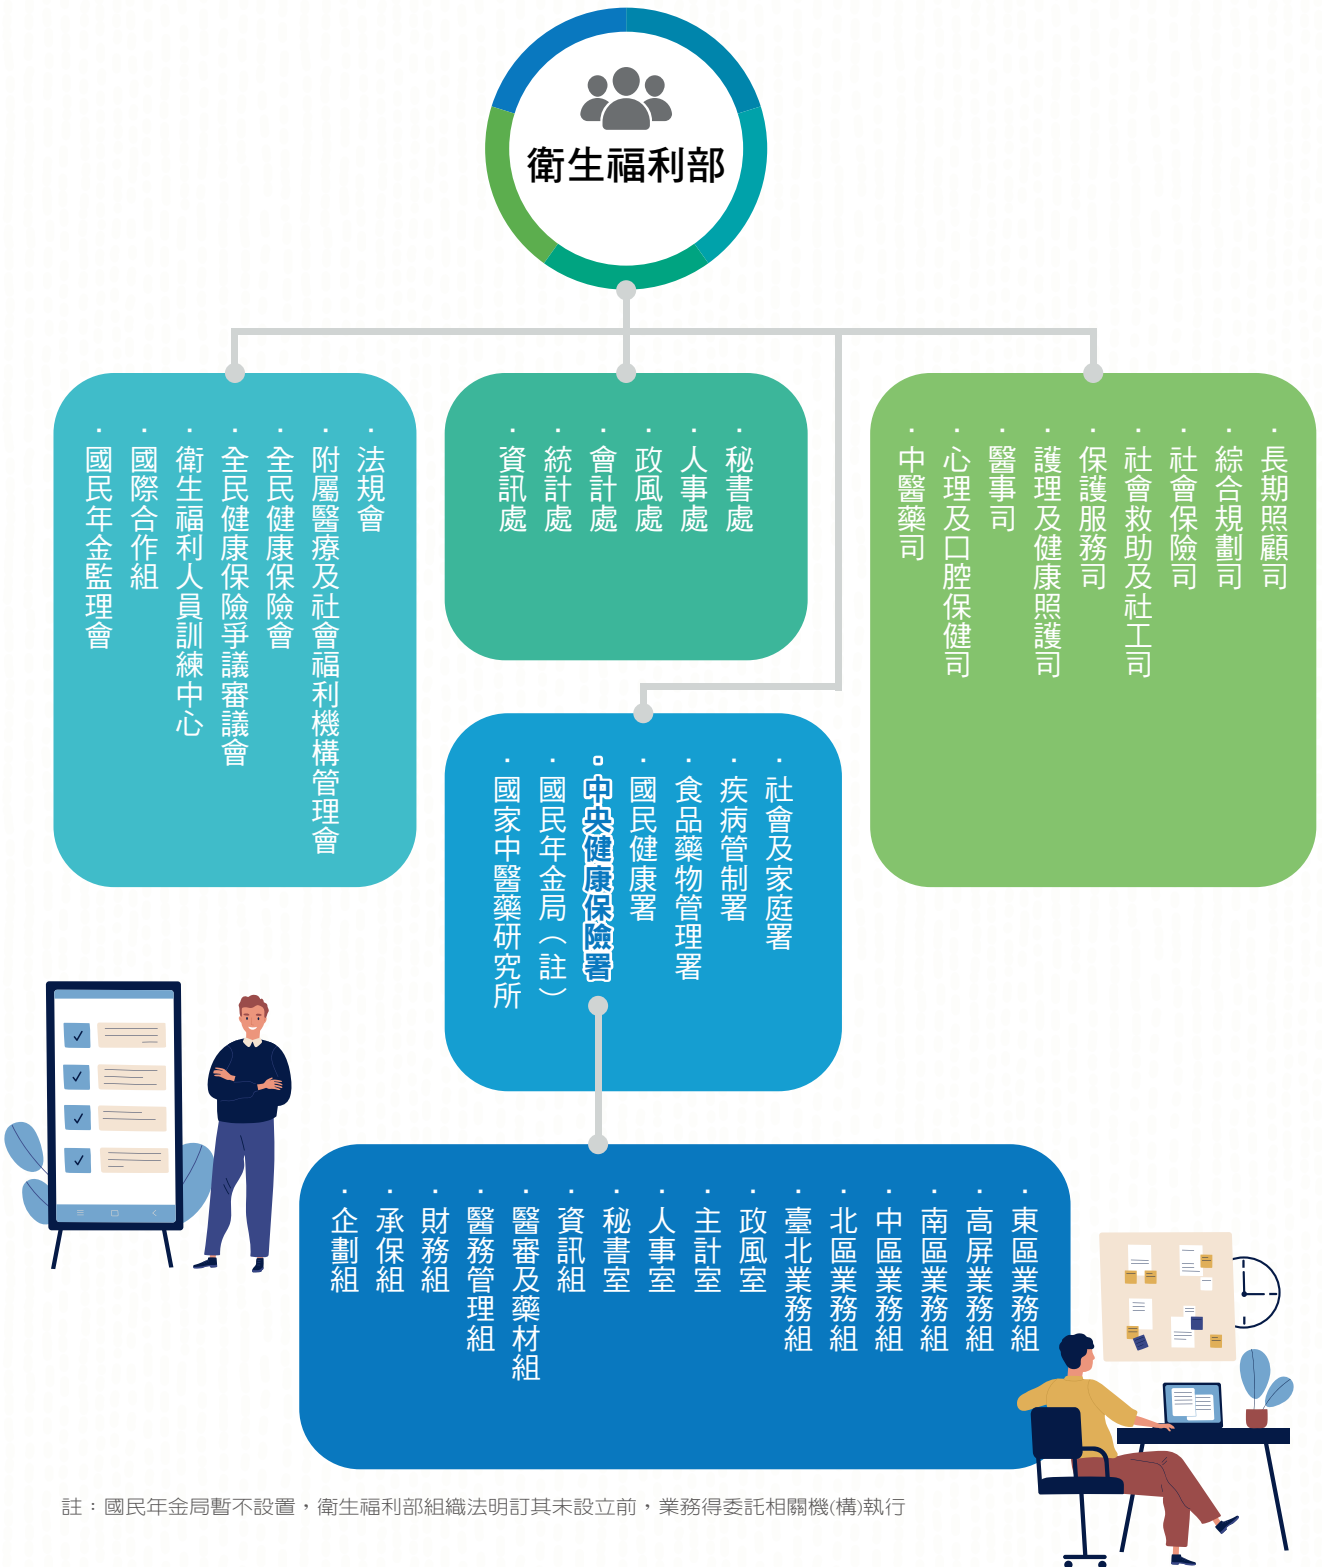 衛生福利部
･國民年金監理會
･國際合作組
･衛生福利人員訓練中心
･全民健康保險爭議審議會
･全民健康保險會
･附屬醫療及社會福利機構管理會
･法規會
･資訊處
･統計處
･會計處
･政風處
･人事處
･秘書處
･中醫藥司
･心理及口腔保健司
･醫事司
･護理及健康照護司
･保護服務司
･社會救助及社工司
･社會保險司
･綜合規劃司
･長期照顧司
･國家中醫藥研究所
･國民年金局（註）
･中央健康保險署
･國民健康署
･食品藥物管理署
･疾病管制署
･社會及家庭署
･企劃組
･承保組
･財務組
･醫務管理組
･醫審及藥材組
･資訊組
･秘書室
･人事室
･主計室
･政風室
･臺北業務組
･北區業務組
･中區業務組
･南區業務組
･高屏業務組
･東區業務組
註：國民年金局暫不設置，衛生福利部組織法明訂其未設立前，業務得委託相關機(構)執行